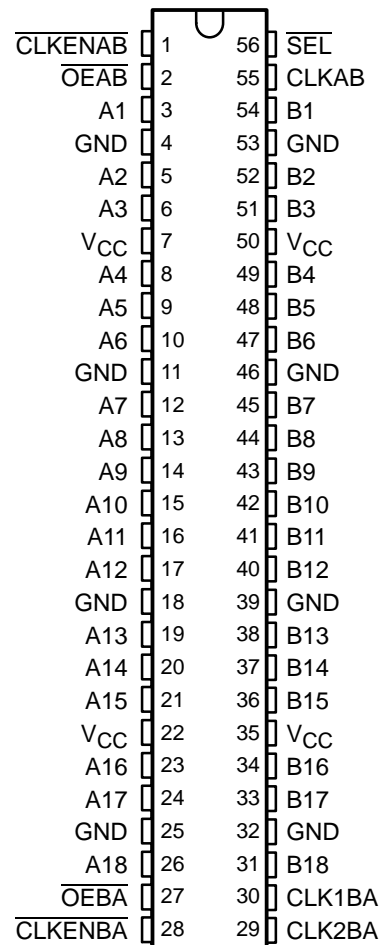 CLKENAB 1 56 SEL
OEAB 2 55 CLKAB
A1 3 54 B1
GND 4 53 GND
A2 5 52 B2
A3 6 51 B3
VCC 7 50 VCC
A4 8 49 B4
A5 9 48 B5
A6 10 47 B6
GND 11 46 GND
A7 12 45 B7
A8 13 44 B8
A9 14 43 B9
A10 15 42 B10
A11 16 41 B11
A12 17 40 B12
GND 18 39 GND
A13 19 38 B13
A14 20 37 B14
A15 21 36 B15
VCC 22 35 VCC
A16 23 34 B16
A17 24 33 B17
GND 25 32 GND
A18 26 31 B18
OEBA 27 30 CLK1BA
CLKENBA 28 29 CLK2BA